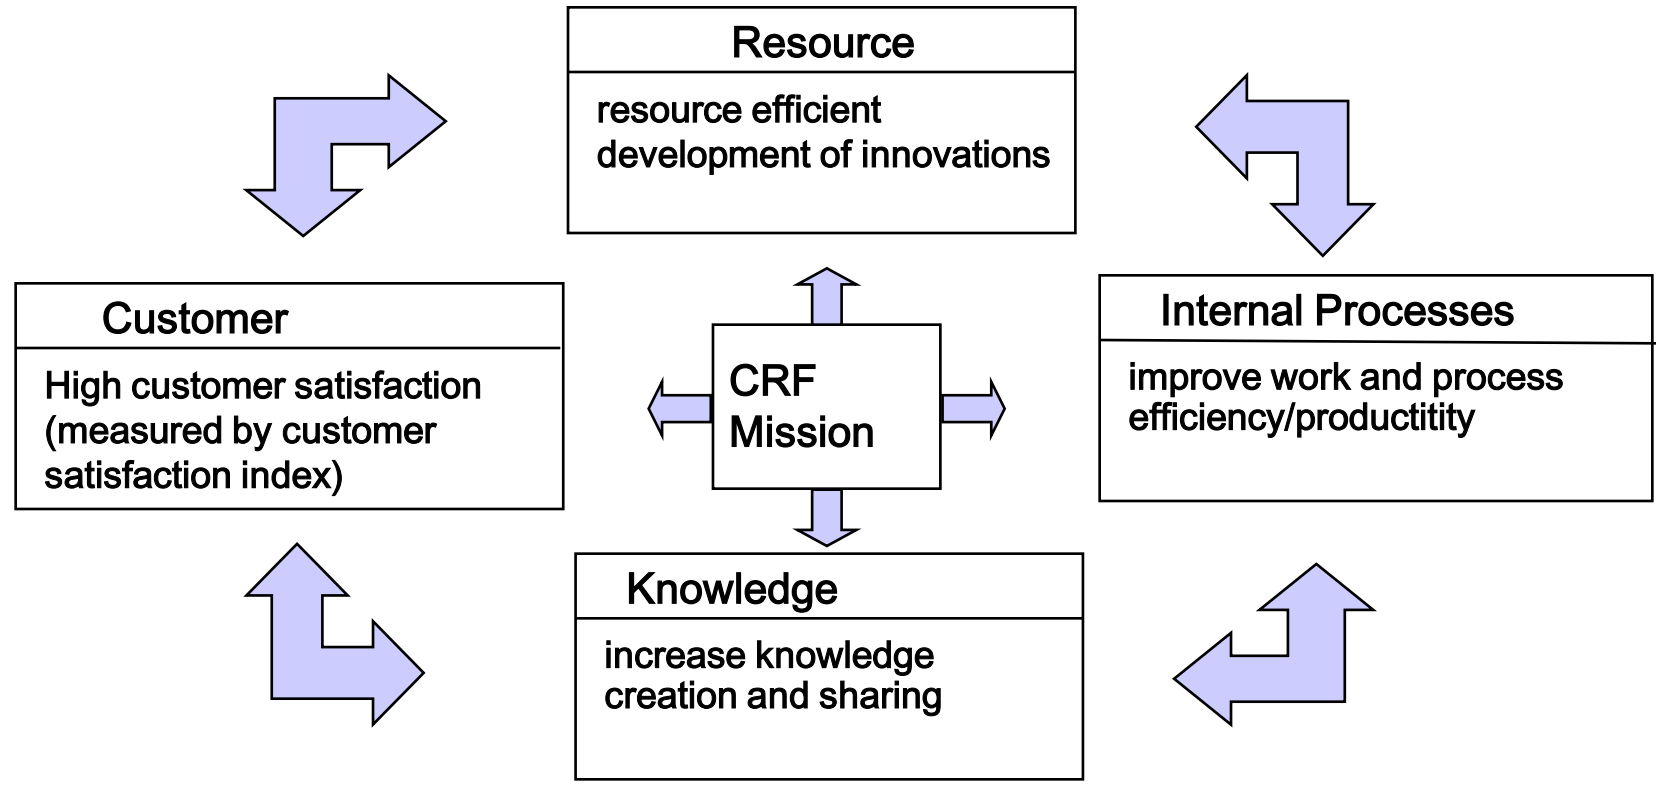 Resource
resource efficient
development of innovations
Customer
High customer satisfaction
(measured by customer
satisfaction index)
CRF
Mission
Internal Processes
improve work and process
efficiency/productitity
Knowledge
increase knowledge
creation and sharing